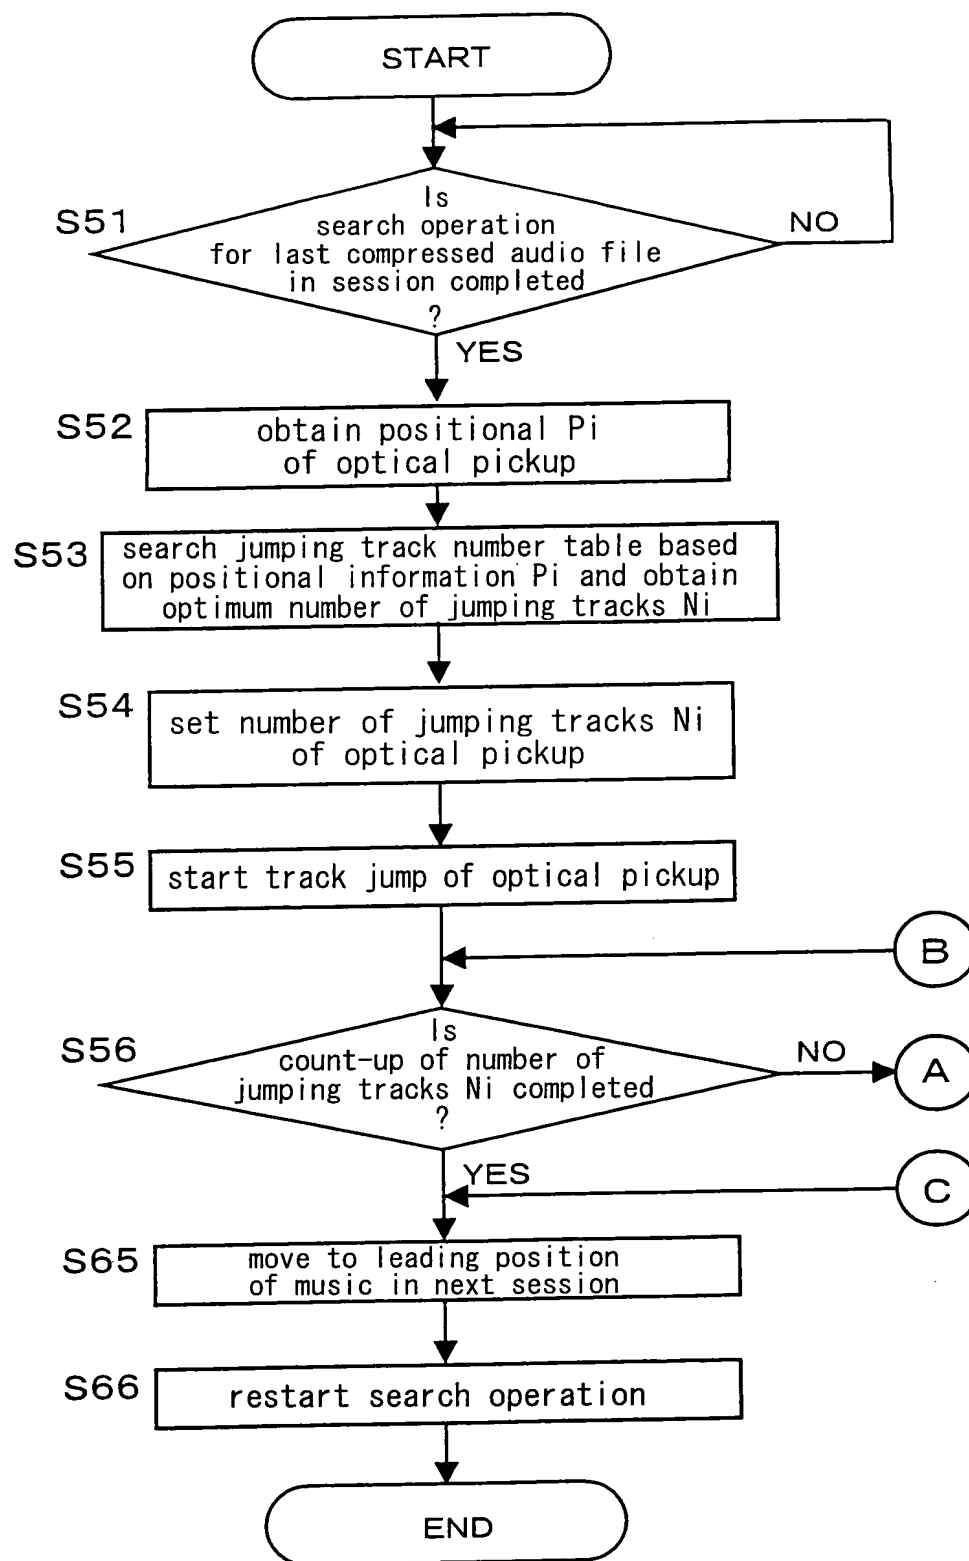 START
Is
S51
search operation
NO
for last compressed audio file
in session completed
?
YES
S52
obtain positional Pi
of optical pickup
S53
search jumping track number table based
on positional information Pi and obtain
optimum number of jumping tracks Ni
S54
set number of jumping tracks Ni
of optical pickup
S55
start track jump of optical pickup
B
Is
S56
count-up of number of
NO
A
jumping tracks Ni completed
?
YES
C
S65
move to leading position
of music in next session
S66
restart search operation
END